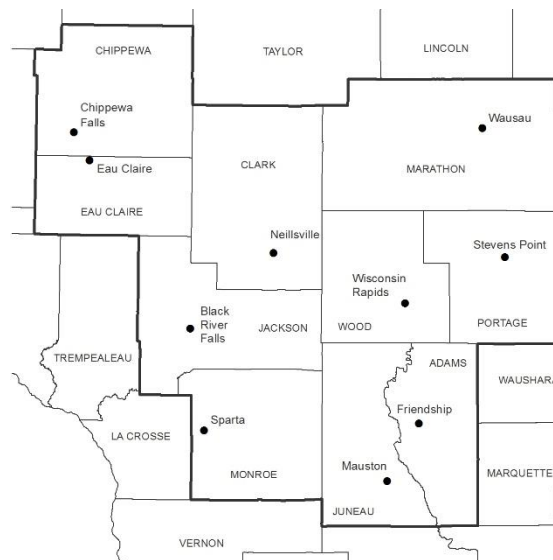 CHIPPEWA
TAYLOR
LINCOLN
Chippewa
Falls
Wausau
Eau Claire
CLARK
MARATHON
EAU CLAIRE
Neillsville
Stevens Point
Wisconsin
Rapids
Black
River
Falls
JACKSON
WOOD
PORTAGE
TREMPEALEAU
ADAMS
WAUSHARA
Friendship
Sparta
LA CROSSE
Mauston
MONROE
MARQUETTE
JUNEAU
VERNON